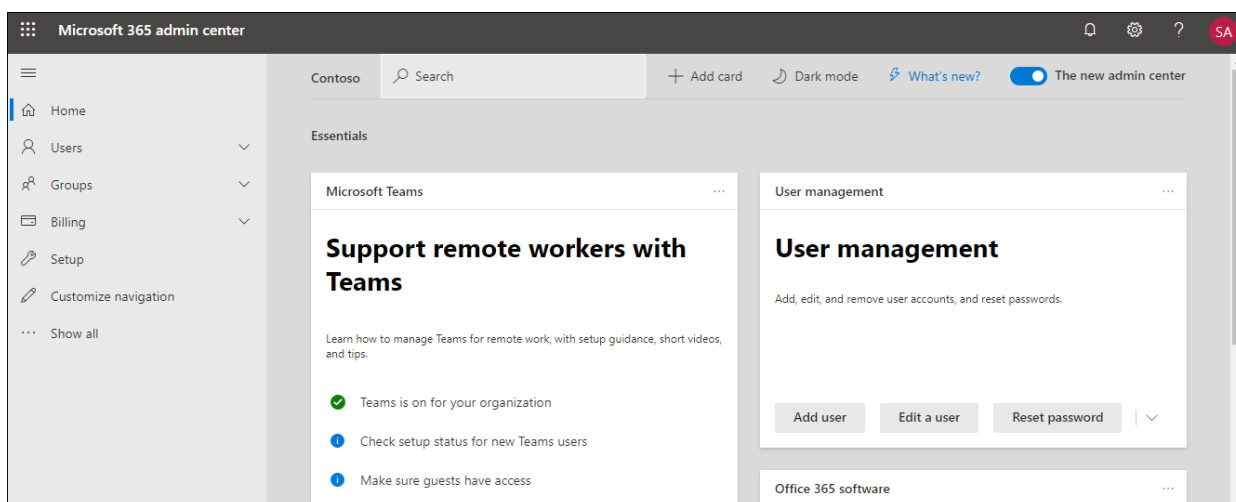 Microsoft 365 admin center
SA
Contoso
Search
Add card
Dark mode
What's new?
The new admin center
Home
Users
Groups
Billing
Setup
Customize navigation
Show all
Essentials
Microsoft Teams
Support remote workers with
Teams
Learn how to manage Teams for remote work, with setup guidance, short videos,
and tips.
Teams is on for your organization
Check setup status for new Teams users
Make sure guests have access
User management
User management
Add, edit, and remove user accounts, and reset passwords.
Add user
Edit a user
Reset password
Office 365 software